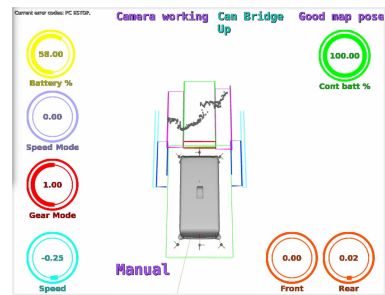 Current error codes: PC ESTOP,
Camera working
Can Bridge Up
Good map pose
58.00
Battery %
100.00
Cont batt %
0.00
Speed Mode
1.00
Gear Mode
-0.25
Speed
Manual
0.00
Front
0.02
Rear